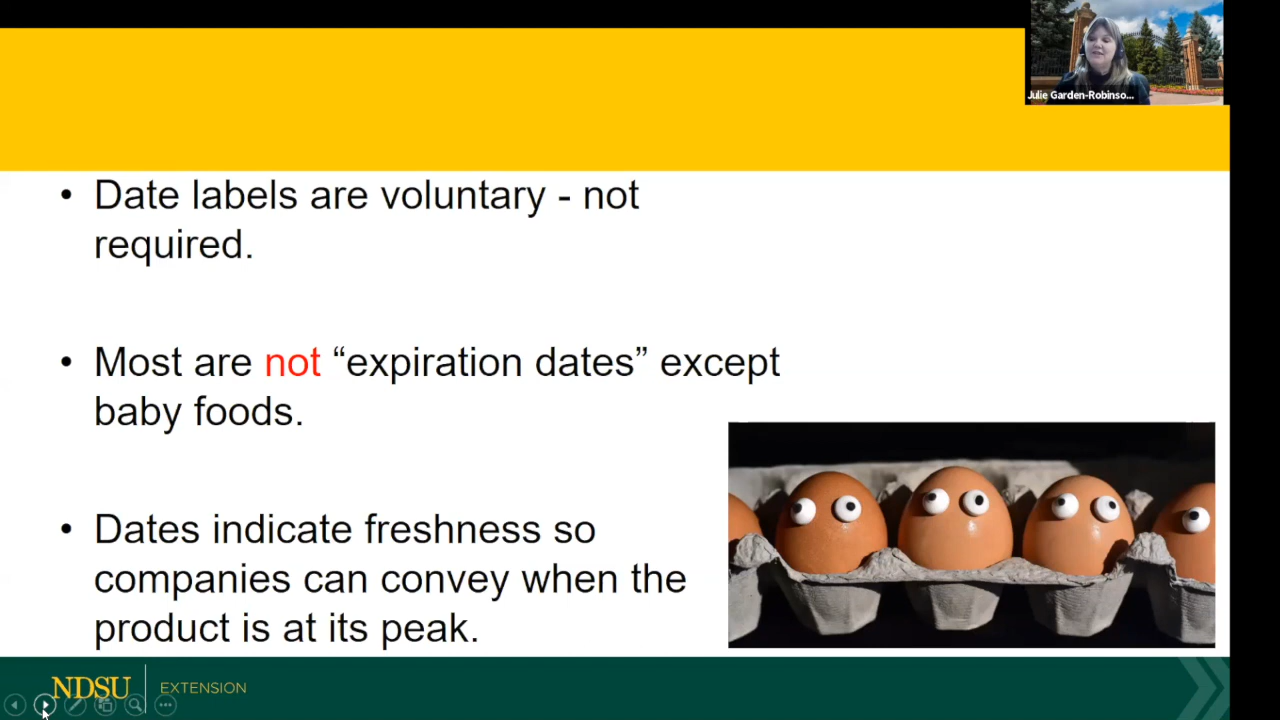 Julie Garden-Robinso...
• Date labels are voluntary - not
required.
• Most are not “expiration dates” except
baby foods.
• Dates indicate freshness so
companies can convey when the
product is at its peak.
NDSU EXTENSION